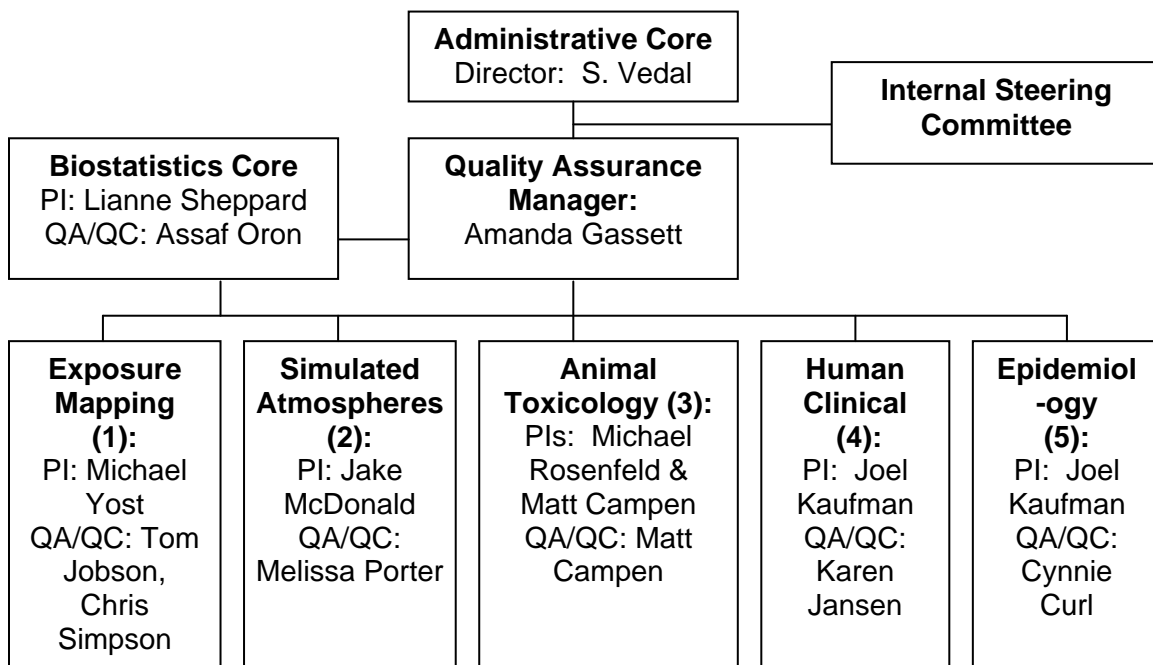 Administrative Core
Director: S. Vedal
Internal Steering
Committee
Biostatistics Core
PI: Lianne Sheppard
QA/QC: Assaf Oron
Quality Assurance
Manager:
Amanda Gassett
Exposure
Mapping
(1):
PI: Michael
Yost
QA/QC: Tom
Jobson,
Chris
Simpson
Simulated
Atmospheres
(2):
PI: Jake
McDonald
QA/QC:
Melissa Porter
Animal
Toxicology (3):
PIs: Michael
Rosenfeld &
Matt Campen
QA/QC: Matt
Campen
Human
Clinical
(4):
PI: Joel
Kaufman
QA/QC:
Karen
Jansen
Epidemiol
-ogy
(5):
PI: Joel
Kaufman
QA/QC:
Cynnie
Curl